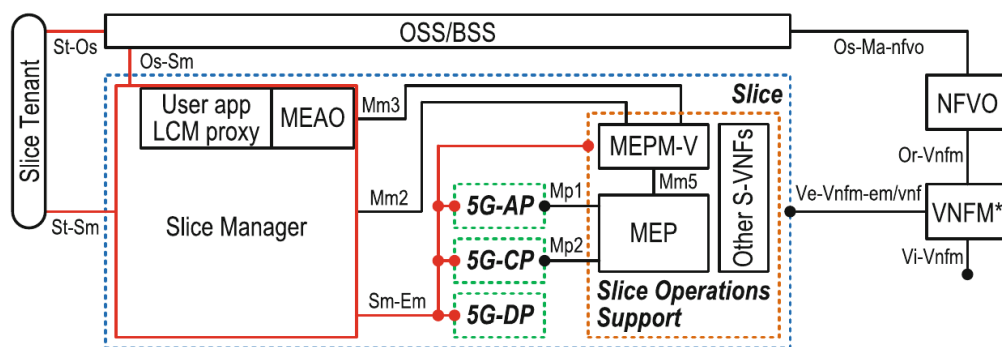 OSS/BSS
St-Os
Os-Ma-nfvo
Os-Sm
Slice Tenant
User app
LCM proxy
MEAO
Mm3
Slice
NFVO
MEPM-V
Other S-VNFs
Or-Vnfm
Mm5
Mp1
5G-AP
Ve-Vnfm-em/vnf
VNFM*
St-Sm
Slice Manager
Mm2
MEP
Mp2
5G-CP
Vi-Vnfm
Sm-Em
5G-DP
Slice Operations
Support